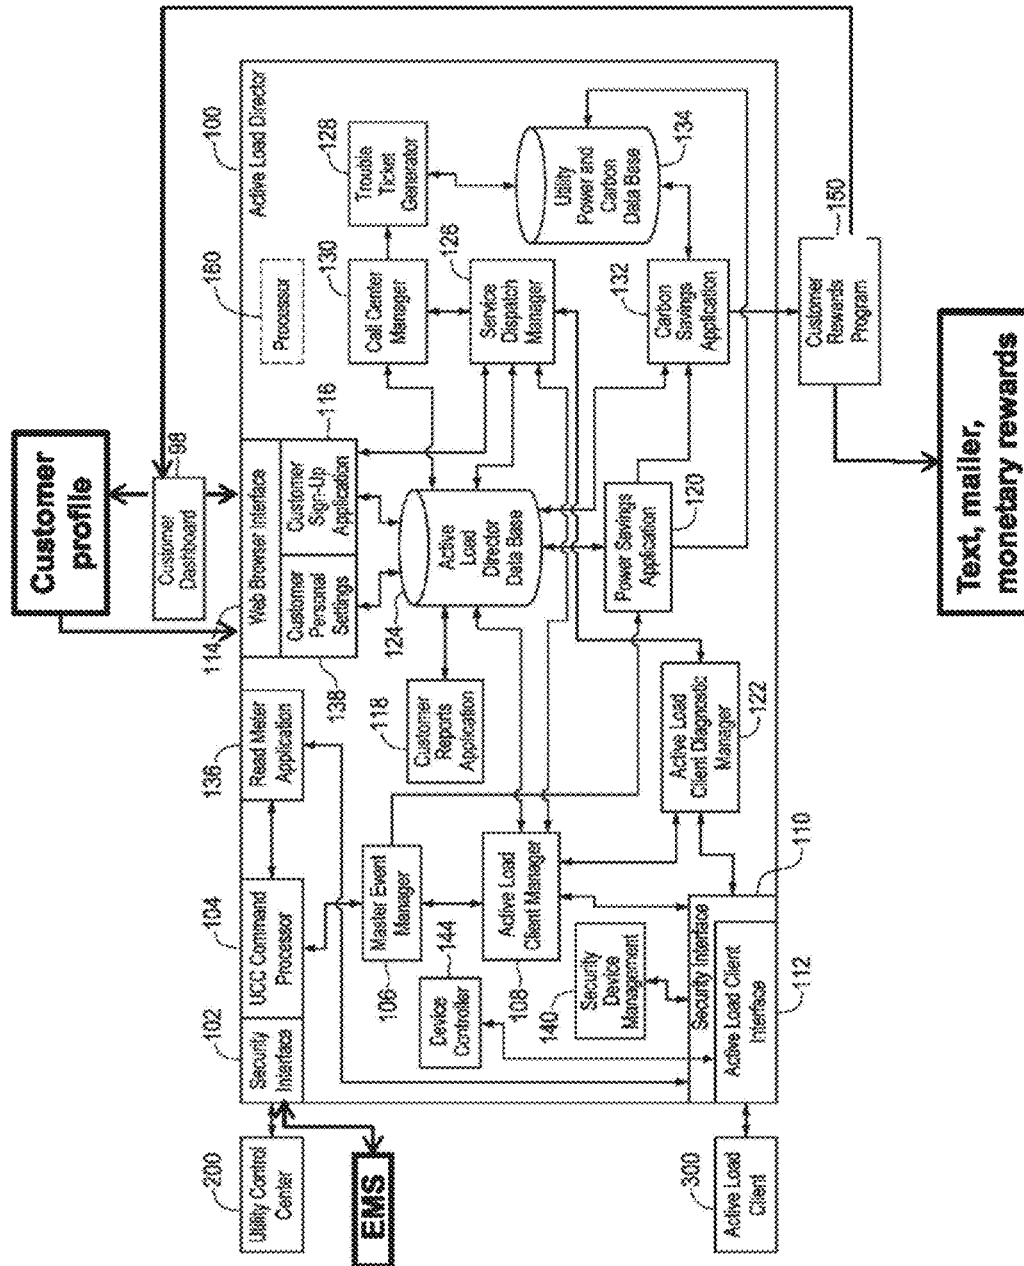 200
Utility Control
Center
EMS
300
Active Load
Client
102
Security
Interface
104
UCC Command
Processor
136
Read Meter
Application
114
Web Browser Interface
Customer
Personal
Settings
138
Customer
Sign-Up
Application
116
Customer
profile
Customer
Dashboard
98
100
Active Load Director
160
Processor
Master Event
Manager
106
144
Device
Controller
Active Load
Client Manager
108
140
Security
Device
Management
Security Interface
110
Active Load Client
Interface
112
118
Customer
Reports
Application
124
Active
Load
Director
Data Base
130
Call Center
Manager
128
Trouble
Ticket
Generator
126
Service
Dispatch
Manager
Utility
Power and
Carbon
Data Base
134
132
Carbon
Savings
Application
Power Savings
Application
120
Active Load
Client Diagnostic
Manager
122
150
Customer
Rewards
Program
Text, mailer,
monetary rewards